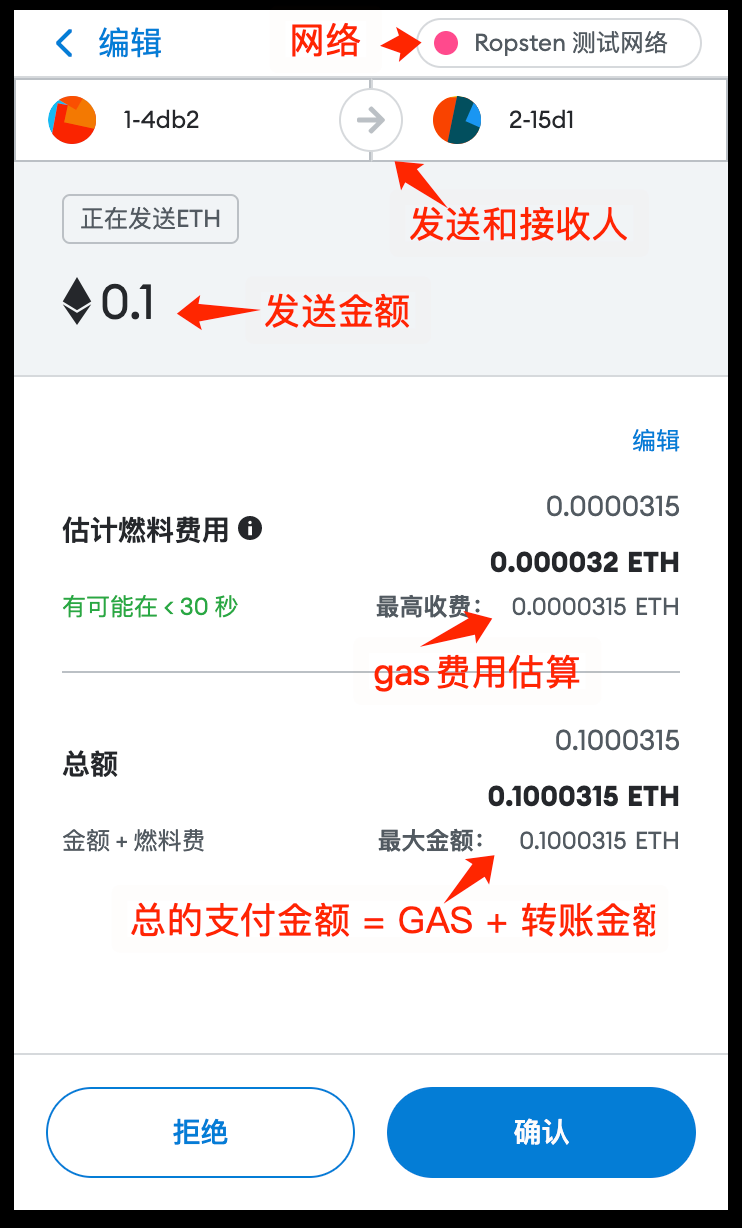 编辑
网络
Ropsten 测试网络
1-4db2
2-15d1
发送和接收人
正在发送ETH
0.1
发送金额
编辑
0.0000315
估计燃料费用
0.000032 ETH
有可能在 < 30 秒
最高收费： 0.0000315 ETH
gas 费用估算
0.1000315
总额
0.1000315 ETH
金额 + 燃料费
最大金额： 0.1000315 ETH
总的支付金额 = GAS + 转账金额
拒绝
确认